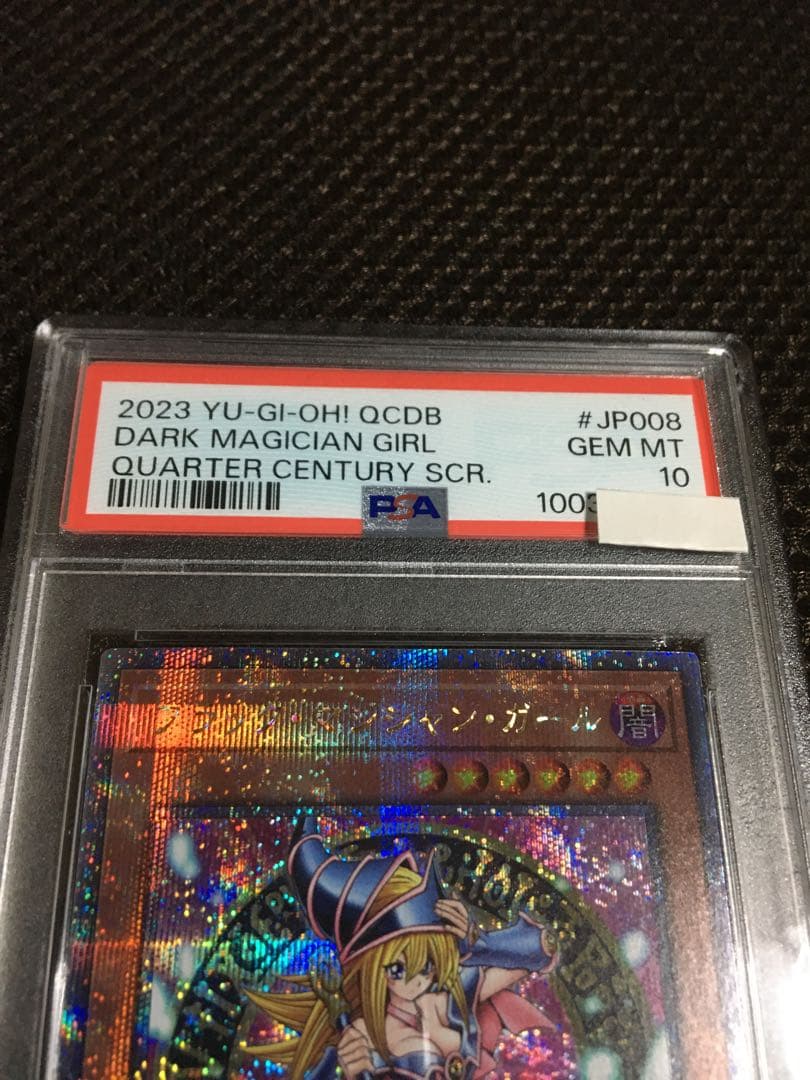 2023 YU-GI-OH! QCDB #JP008
DARK MAGICIAN GIRL GEM MT
QUARTER CENTURY SCR. 10
PSA 1003
ブラック・マジシャン・ガール 闇